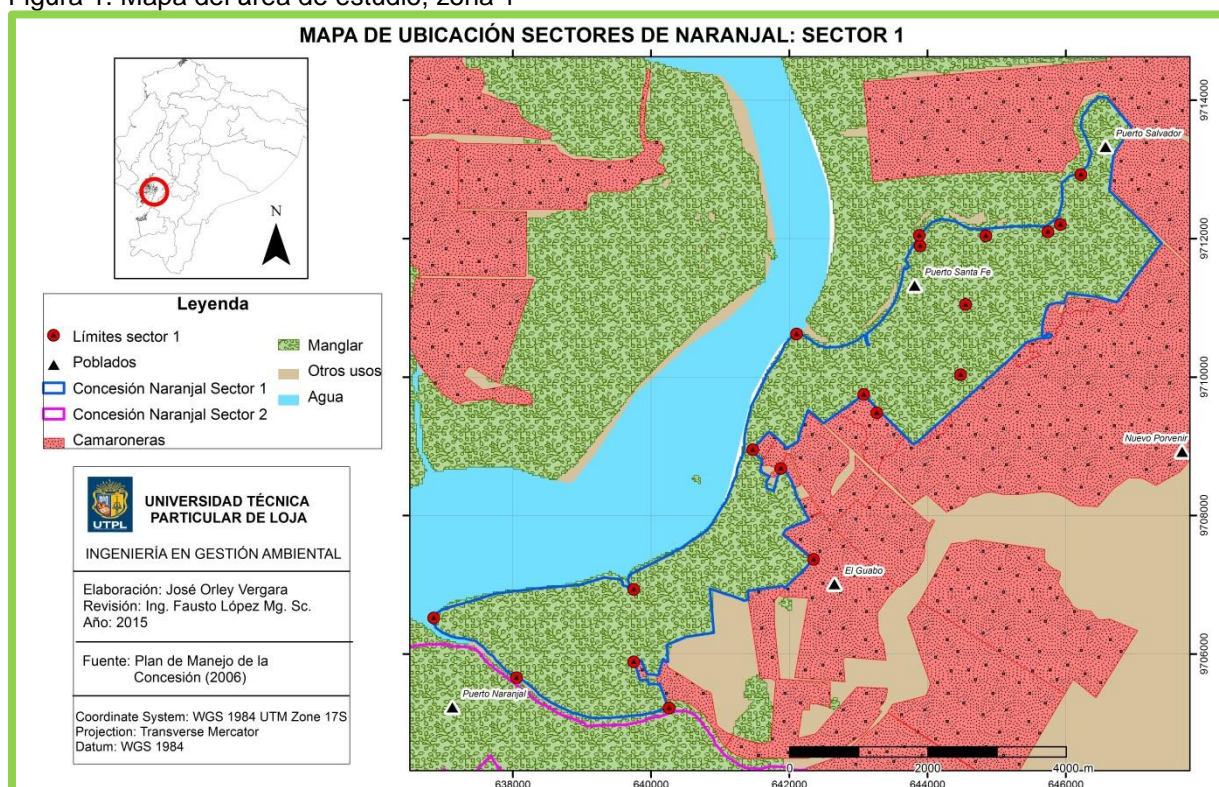 Figura 1: Mapa del área de estudio, zona 1
MAPA DE UBICACIÓN SECTORES DE NARANJAL: SECTOR 1
N
Leyenda
Límites sector 1
Poblados
Concesión Naranjal Sector 1
Concesión Naranjal Sector 2
Camaroneras
Manglar
Otros usos
Agua
UTPL
UNIVERSIDAD TÉCNICA
PARTICULAR DE LOJA
INGENIERÍA EN GESTIÓN AMBIENTAL
Elaboración: José Orley Vergara
Revisión: Ing. Fausto López Mg. Sc.
Año: 2015
Fuente: Plan de Manejo de la
Concesión (2006)
Coordinate System: WGS 1984 UTM Zone 17S
Projection: Transverse Mercator
Datum: WGS 1984
Puerto Salvador
Puerto Santa Fe
Nuevo Porvenir
El Guabo
Puerto Naranjal
9714000
9712000
9710000
9708000
9706000
0 2000 4000 m
638000 640000 642000 644000 646000